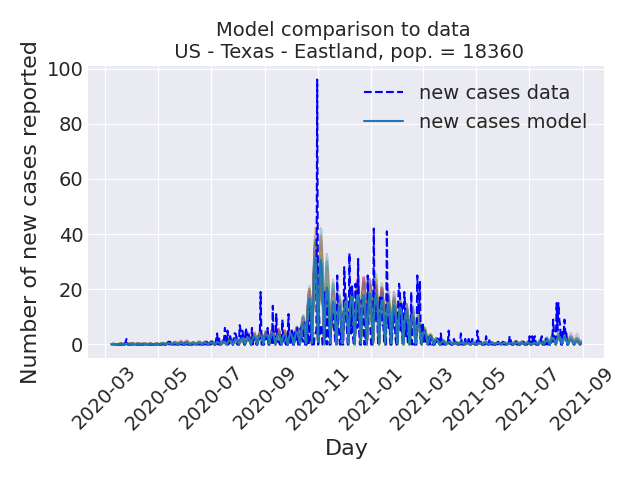 Model comparison to data
US - Texas - Eastland, pop. = 18360
Number of new cases reported
100
80
60
40
20
0
new cases data
new cases model
2020-03
2020-05
2020-07
2020-09
2020-11
2021-01
2021-03
2021-05
2021-07
2021-09
Day